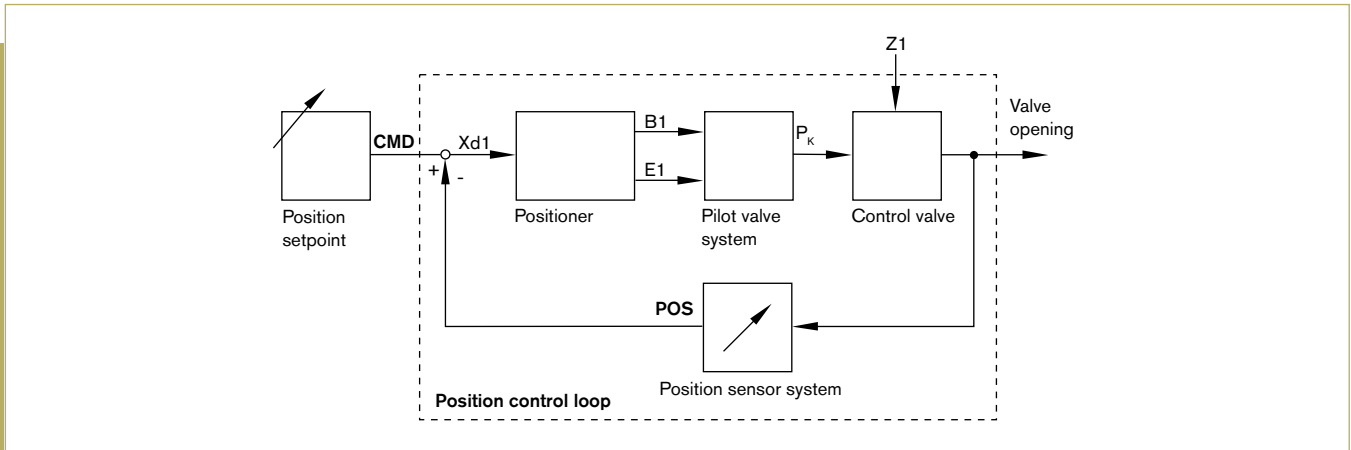 Z1
Valve
opening
CMD
+
-
Xd1
B1
E1
PK
Position
setpoint
Positioner
Pilot valve
system
Control valve
POS
Position sensor system
Position control loop